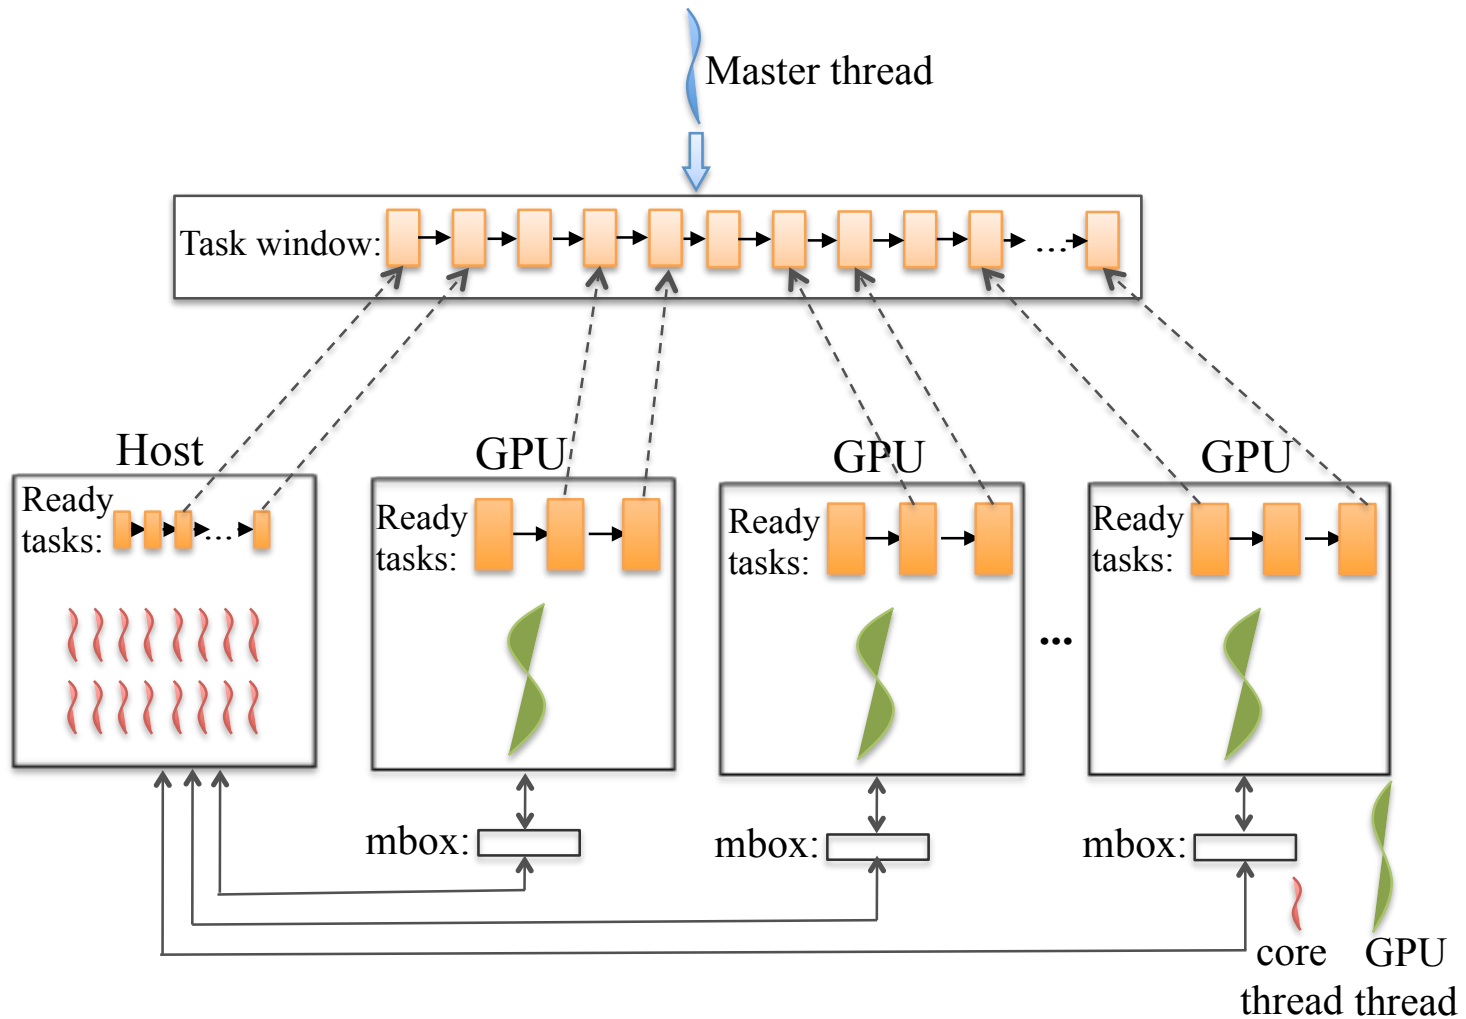 Master thread
Task window:
...
Host
GPU
GPU
GPU
Ready
tasks:
...
Ready
tasks:
Ready
tasks:
Ready
tasks:
...
mbox:
mbox:
mbox:
core
thread
GPU
thread